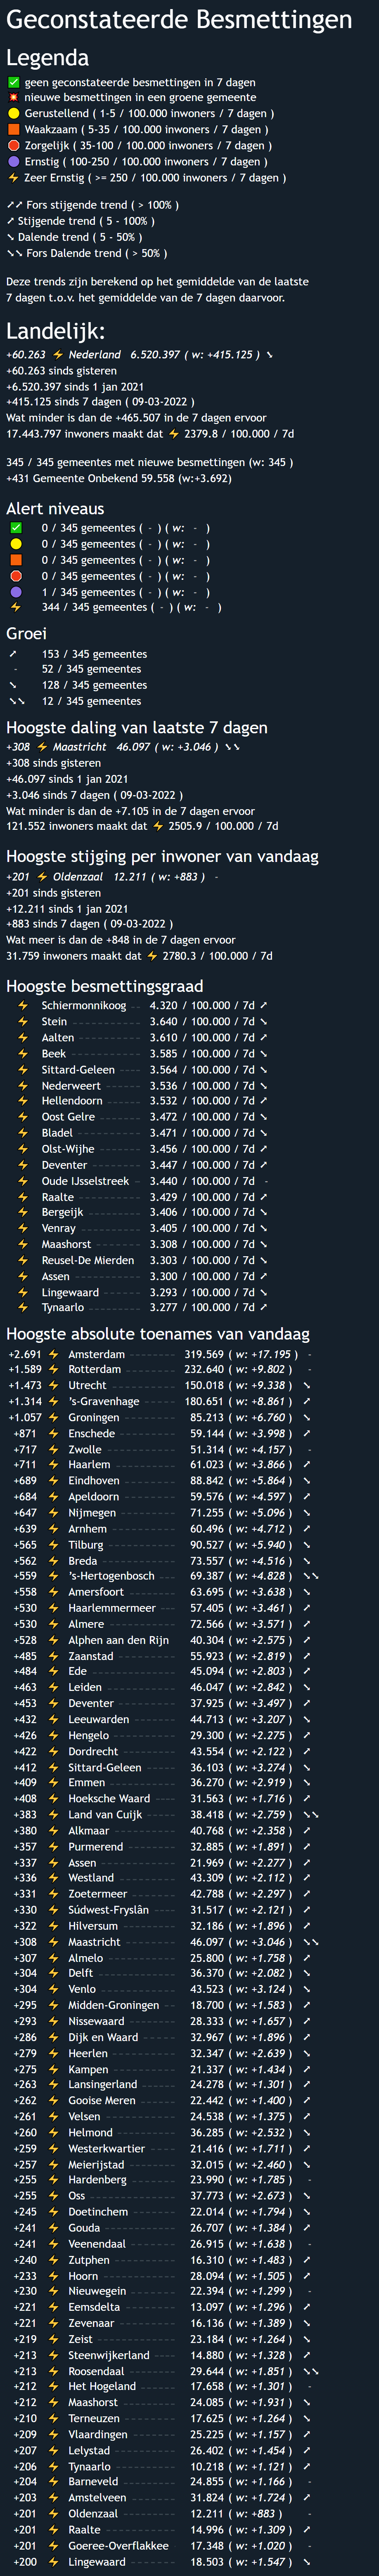 Geconstateerde Besmettingen
Legenda
✅ geen geconstateerde besmettingen in 7 dagen
💥 nieuwe besmettingen in een groene gemeente
🟡 Gerustellend ( 1-5 / 100.000 inwoners / 7 dagen )
🟧 Waakzaam ( 5-35 / 100.000 inwoners / 7 dagen )
🔴 Zorgelijk ( 35-100 / 100.000 inwoners / 7 dagen )
🟣 Ernstig ( 100-250 / 100.000 inwoners / 7 dagen )
⚡ Zeer Ernstig ( >= 250 / 100.000 inwoners / 7 dagen )
↗↗ Fors stijgende trend ( > 100% )
↗ Stijgende trend ( 5 - 100% )
↘ Dalende trend ( 5 - 50% )
↘↘ Fors Dalende trend ( > 50% )
Deze trends zijn berekend op het gemiddelde van de laatste
7 dagen t.o.v. het gemiddelde van de 7 dagen daarvoor.
Landelijk:
+60.263 ⚡ Nederland 6.520.397 ( w: +415.125 ) ↘
+60.263 sinds gisteren
+6.520.397 sinds 1 jan 2021
+415.125 sinds 7 dagen ( 09-03-2022 )
Wat minder is dan de +465.507 in de 7 dagen ervoor
17.443.797 inwoners maakt dat ⚡ 2379.8 / 100.000 / 7d
345 / 345 gemeentes met nieuwe besmettingen (w: 345 )
+431 Gemeente Onbekend 59.558 (w:+3.692)
Alert niveaus
✅ 0 / 345 gemeentes ( - ) ( w: - )
🟡 0 / 345 gemeentes ( - ) ( w: - )
🟧 0 / 345 gemeentes ( - ) ( w: - )
🔴 0 / 345 gemeentes ( - ) ( w: - )
🟣 1 / 345 gemeentes ( - ) ( w: - )
⚡ 344 / 345 gemeentes ( - ) ( w: - )
Groei
↗ 153 / 345 gemeentes
- 52 / 345 gemeentes
↘ 128 / 345 gemeentes
↘↘ 12 / 345 gemeentes
Hoogste daling van laatste 7 dagen
+308 ⚡ Maastricht 46.097 ( w: +3.046 ) ↘↘
+308 sinds gisteren
+46.097 sinds 1 jan 2021
+3.046 sinds 7 dagen ( 09-03-2022 )
Wat minder is dan de +7.105 in de 7 dagen ervoor
121.552 inwoners maakt dat ⚡ 2505.9 / 100.000 / 7d
Hoogste stijging per inwoner van vandaag
+201 ⚡ Oldenzaal 12.211 ( w: +883 ) -
+201 sinds gisteren
+12.211 sinds 1 jan 2021
+883 sinds 7 dagen ( 09-03-2022 )
Wat meer is dan de +848 in de 7 dagen ervoor
31.759 inwoners maakt dat ⚡ 2780.3 / 100.000 / 7d
Hoogste besmettingsgraad
⚡ Schiermonnikoog 4.320 / 100.000 / 7d ↗
⚡ Stein 3.640 / 100.000 / 7d ↘
⚡ Aalten 3.610 / 100.000 / 7d ↗
⚡ Beek 3.585 / 100.000 / 7d ↘
⚡ Sittard-Geleen 3.564 / 100.000 / 7d ↘
⚡ Nederweert 3.536 / 100.000 / 7d ↘
⚡ Hellendoorn 3.532 / 100.000 / 7d ↗
⚡ Oost Gelre 3.472 / 100.000 / 7d ↘
⚡ Bladel 3.471 / 100.000 / 7d ↘
⚡ Olst-Wijhe 3.456 / 100.000 / 7d ↗
⚡ Deventer 3.447 / 100.000 / 7d ↗
⚡ Oude IJsselstreek 3.440 / 100.000 / 7d -
⚡ Raalte 3.429 / 100.000 / 7d ↗
⚡ Bergeijk 3.406 / 100.000 / 7d ↘
⚡ Venray 3.405 / 100.000 / 7d ↘
⚡ Maashorst 3.308 / 100.000 / 7d ↘
⚡ Reusel-De Mierden 3.303 / 100.000 / 7d ↘
⚡ Assen 3.300 / 100.000 / 7d ↗
⚡ Lingewaard 3.293 / 100.000 / 7d ↘
⚡ Tynaarlo 3.277 / 100.000 / 7d ↗
Hoogste absolute toenames van vandaag
+2.691 ⚡ Amsterdam 319.569 ( w: +17.195 ) -
+1.589 ⚡ Rotterdam 232.640 ( w: +9.802 ) -
+1.473 ⚡ Utrecht 150.018 ( w: +9.338 ) ↘
+1.314 ⚡ 's-Gravenhage 180.651 ( w: +8.861 ) ↗
+1.057 ⚡ Groningen 85.213 ( w: +6.760 ) ↘
+871 ⚡ Enschede 59.144 ( w: +3.998 ) ↗
+717 ⚡ Zwolle 51.314 ( w: +4.157 ) -
+711 ⚡ Haarlem 61.023 ( w: +3.866 ) ↗
+689 ⚡ Eindhoven 88.842 ( w: +5.864 ) ↘
+684 ⚡ Apeldoorn 59.576 ( w: +4.597 ) ↗
+647 ⚡ Nijmegen 71.255 ( w: +5.096 ) ↘
+639 ⚡ Arnhem 60.496 ( w: +4.712 ) ↗
+565 ⚡ Tilburg 90.527 ( w: +5.940 ) ↘
+562 ⚡ Breda 73.557 ( w: +4.516 ) ↘
+559 ⚡ 's-Hertogenbosch 69.387 ( w: +4.828 ) ↘↘
+558 ⚡ Amersfoort 63.695 ( w: +3.638 ) ↘
+530 ⚡ Haarlemmermeer 57.405 ( w: +3.461 ) ↗
+530 ⚡ Almere 72.566 ( w: +3.571 ) ↗
+528 ⚡ Alphen aan den Rijn 40.304 ( w: +2.575 ) ↗
+485 ⚡ Zaanstad 55.923 ( w: +2.819 ) ↗
+484 ⚡ Ede 45.094 ( w: +2.803 ) ↗
+463 ⚡ Leiden 46.047 ( w: +2.842 ) ↘
+453 ⚡ Deventer 37.925 ( w: +3.497 ) ↗
+432 ⚡ Leeuwarden 44.713 ( w: +3.207 ) ↘
+426 ⚡ Hengelo 29.300 ( w: +2.275 ) ↗
+422 ⚡ Dordrecht 43.554 ( w: +2.122 ) ↗
+412 ⚡ Sittard-Geleen 36.103 ( w: +3.274 ) ↘
+409 ⚡ Emmen 36.270 ( w: +2.919 ) ↘
+408 ⚡ Hoeksche Waard 31.563 ( w: +1.716 ) ↗
+383 ⚡ Land van Cuijk 38.418 ( w: +2.759 ) ↘↘
+380 ⚡ Alkmaar 40.768 ( w: +2.358 ) ↗
+357 ⚡ Purmerend 32.885 ( w: +1.891 ) ↗
+337 ⚡ Assen 21.969 ( w: +2.277 ) ↗
+336 ⚡ Westland 43.309 ( w: +2.112 ) ↗
+331 ⚡ Zoetermeer 42.788 ( w: +2.297 ) ↗
+330 ⚡ Súdwest-Fryslân 31.517 ( w: +2.121 ) ↗
+322 ⚡ Hilversum 32.186 ( w: +1.896 ) ↗
+308 ⚡ Maastricht 46.097 ( w: +3.046 ) ↘↘
+307 ⚡ Almelo 25.800 ( w: +1.758 ) ↗
+304 ⚡ Delft 36.370 ( w: +2.082 ) ↘
+304 ⚡ Venlo 43.523 ( w: +3.124 ) ↘
+295 ⚡ Midden-Groningen 18.700 ( w: +1.583 ) ↗
+293 ⚡ Nissewaard 28.333 ( w: +1.657 ) ↗
+286 ⚡ Dijk en Waard 32.967 ( w: +1.896 ) ↗
+279 ⚡ Heerlen 32.347 ( w: +2.639 ) ↘
+275 ⚡ Kampen 21.337 ( w: +1.434 ) ↗
+263 ⚡ Lansingerland 24.278 ( w: +1.301 ) ↗
+262 ⚡ Gooise Meren 22.442 ( w: +1.400 ) ↗
+261 ⚡ Velsen 24.538 ( w: +1.375 ) ↗
+260 ⚡ Helmond 36.285 ( w: +2.532 ) ↘
+259 ⚡ Westerkwartier 21.416 ( w: +1.711 ) ↗
+257 ⚡ Meierijstad 32.015 ( w: +2.460 ) ↘
+255 ⚡ Hardenberg 23.990 ( w: +1.785 ) -
+255 ⚡ Oss 37.773 ( w: +2.673 ) ↘
+245 ⚡ Doetinchem 22.014 ( w: +1.794 ) ↘
+241 ⚡ Gouda 26.707 ( w: +1.384 ) ↗
+241 ⚡ Veenendaal 26.915 ( w: +1.638 ) -
+240 ⚡ Zutphen 16.310 ( w: +1.483 ) ↗
+233 ⚡ Hoorn 28.094 ( w: +1.505 ) ↗
+230 ⚡ Nieuwegein 22.394 ( w: +1.299 ) -
+221 ⚡ Eemsdelta 13.097 ( w: +1.296 ) ↗
+221 ⚡ Zevenaar 16.136 ( w: +1.389 ) ↘
+219 ⚡ Zeist 23.184 ( w: +1.264 ) ↘
+213 ⚡ Steenwijkerland 14.880 ( w: +1.328 ) ↗
+213 ⚡ Roosendaal 29.644 ( w: +1.851 ) ↘↘
+212 ⚡ Het Hogeland 17.658 ( w: +1.301 ) -
+212 ⚡ Maashorst 24.085 ( w: +1.931 ) ↘
+210 ⚡ Terneuzen 17.625 ( w: +1.264 ) ↘
+209 ⚡ Vlaardingen 25.225 ( w: +1.157 ) ↗
+207 ⚡ Lelystad 26.402 ( w: +1.454 ) ↗
+206 ⚡ Tynaarlo 10.218 ( w: +1.121 ) ↗
+204 ⚡ Barneveld 24.855 ( w: +1.166 ) -
+203 ⚡ Amstelveen 31.824 ( w: +1.724 ) ↗
+201 ⚡ Oldenzaal 12.211 ( w: +883 ) -
+201 ⚡ Raalte 14.996 ( w: +1.309 ) ↗
+201 ⚡ Goeree-Overflakkee 17.348 ( w: +1.020 ) -
+200 ⚡ Lingewaard 18.503 ( w: +1.547 ) ↘